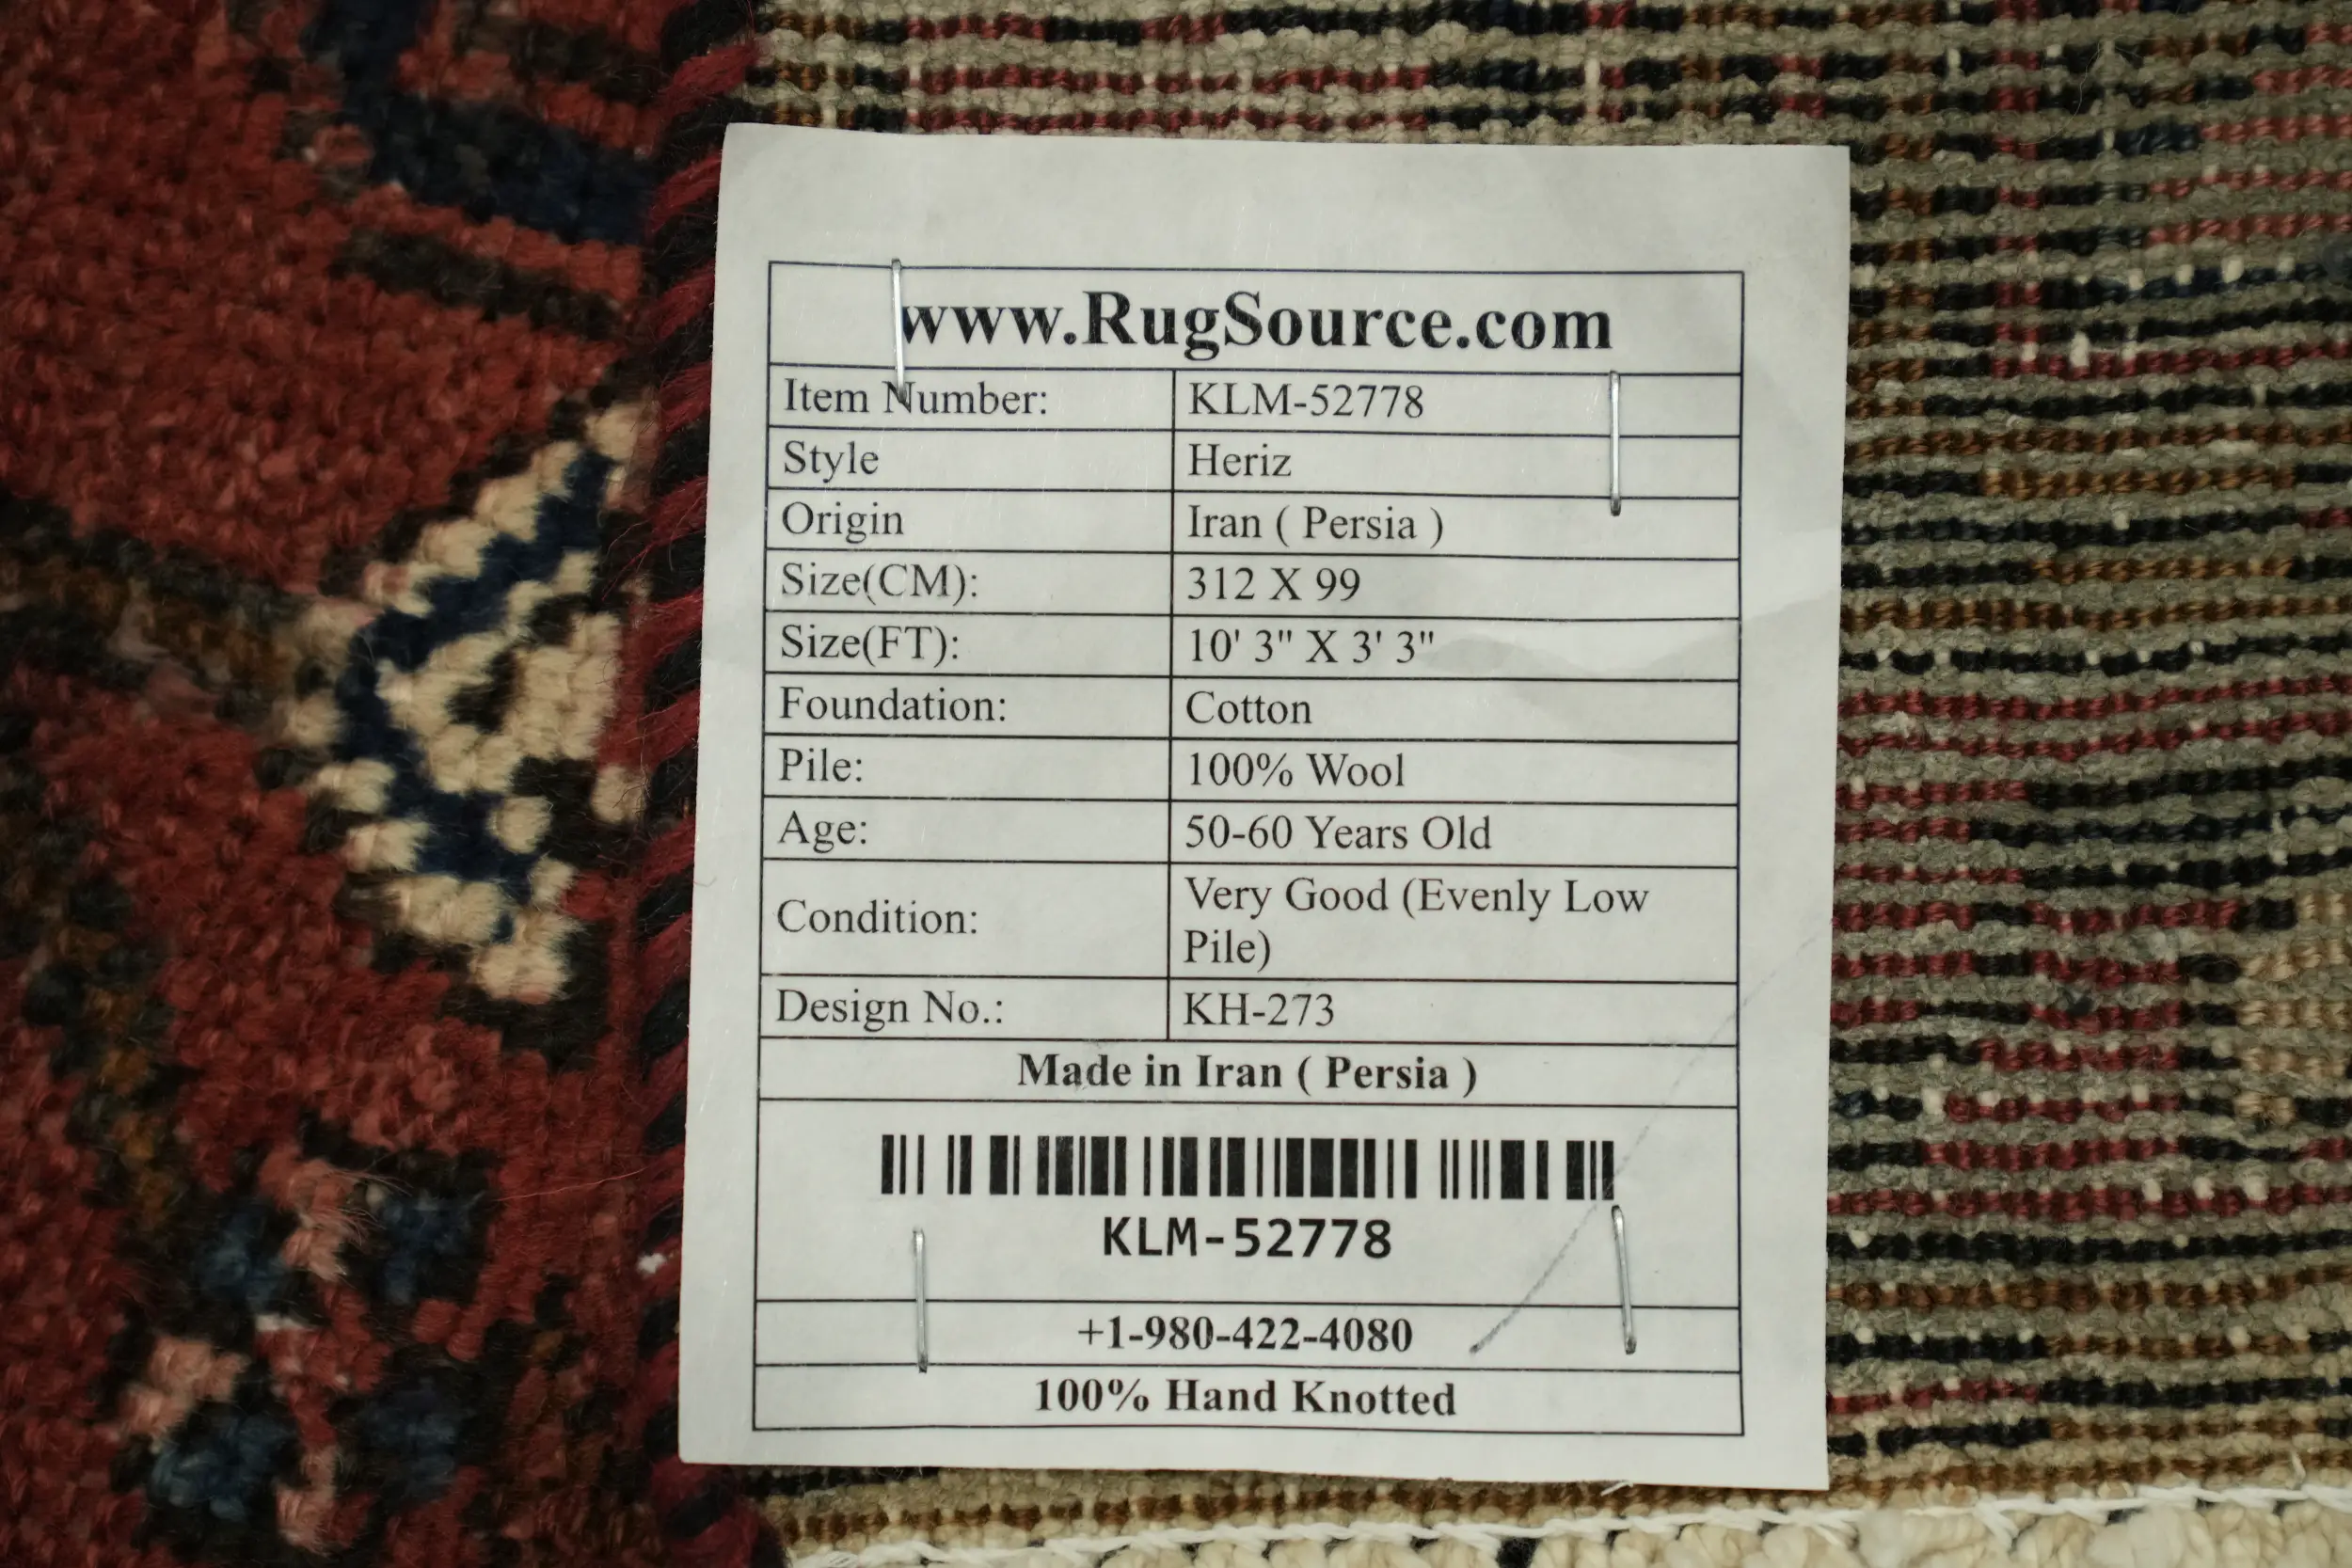 www.RugSource.com
Item Number: KLM-52778
Style Heriz
Origin Iran ( Persia )
Size(CM): 312 X 99
Size(FT): 10' 3" X 3' 3"
Foundation: Cotton
Pile: 100% Wool
Age: 50-60 Years Old
Condition: Very Good (Evenly Low
Pile)
Design No.: KH-273
Made in Iran ( Persia )
KLM-52778
+1-980-422-4080
100% Hand Knotted